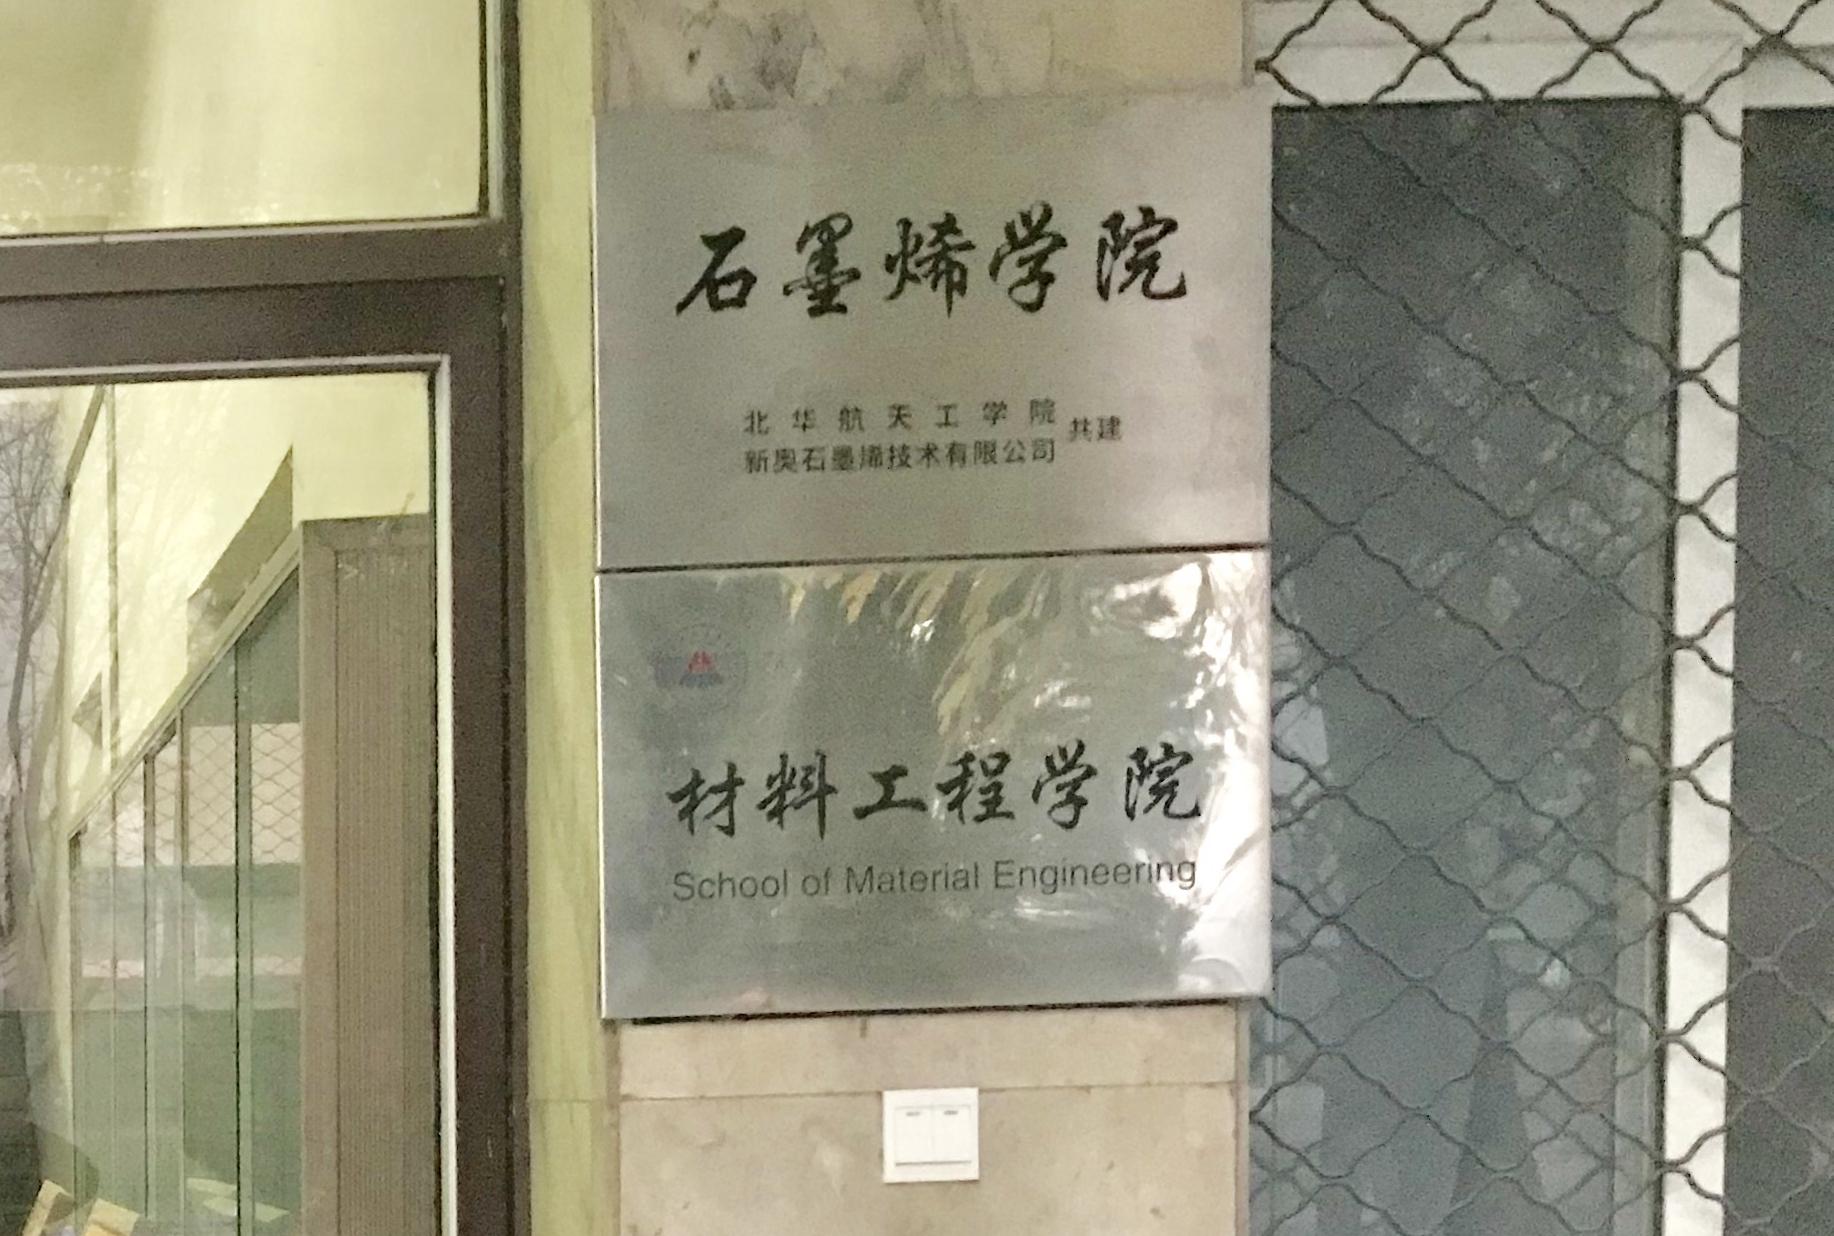 石墨烯学院
北华航天工学院
新奥石墨烯技术有限公司
共建
材料工程学院
School of Material Engineering